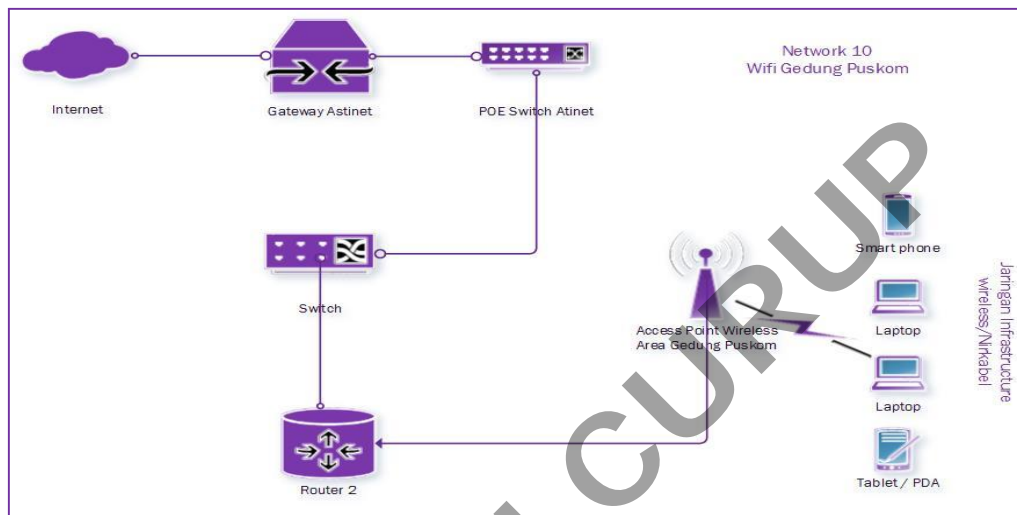 Network 10
Wifi Gedung Puskom
Internet
Gateway Astinet
POE Switch Atinet
Switch
Smart phone
Access Point Wireless
Area Gedung Puskom
Laptop
Laptop
Router 2
Tablet / PDA
Jaringan Infrastructure
wireless/Nirkabel
CURUP